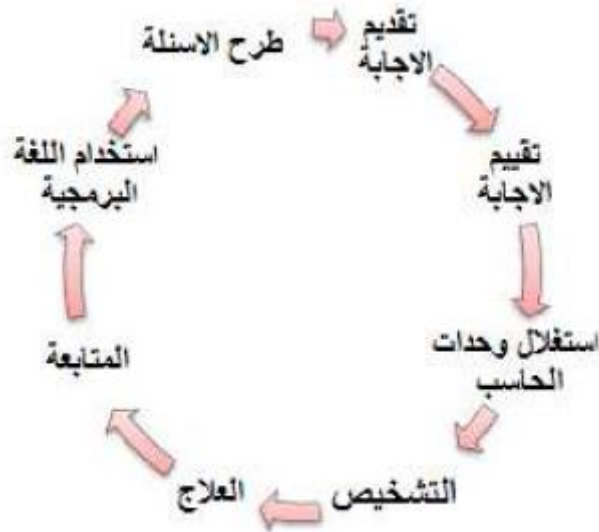 طرح الاسئلة
تقديم
الاجابة
تقييم
الاجابة
استغلال وحدات
الحاسب
التشخيص
العلاج
المتابعة
استخدام اللغة
البرمجية